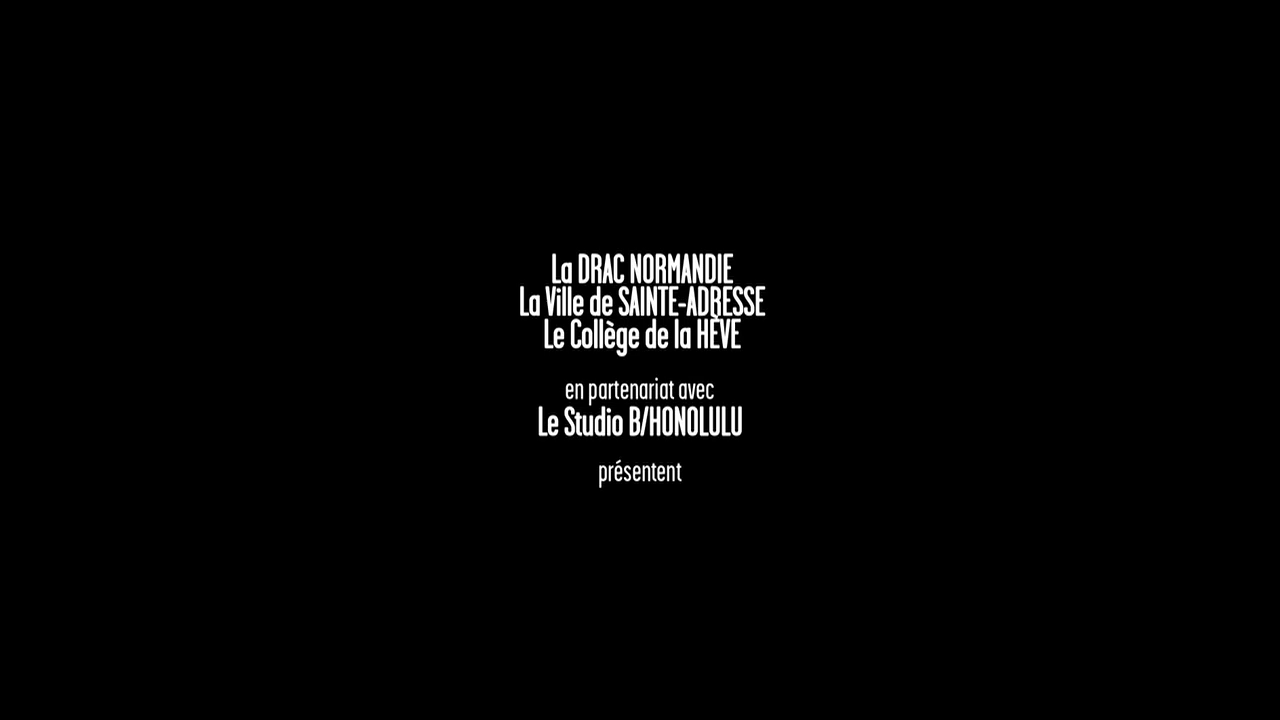 La DRAC NORMANDIE
La Ville de SAINTE-ADRESSE
Le Collège de la HÈVE
en partenariat avec
Le Studio B/HONOLULU
présentent